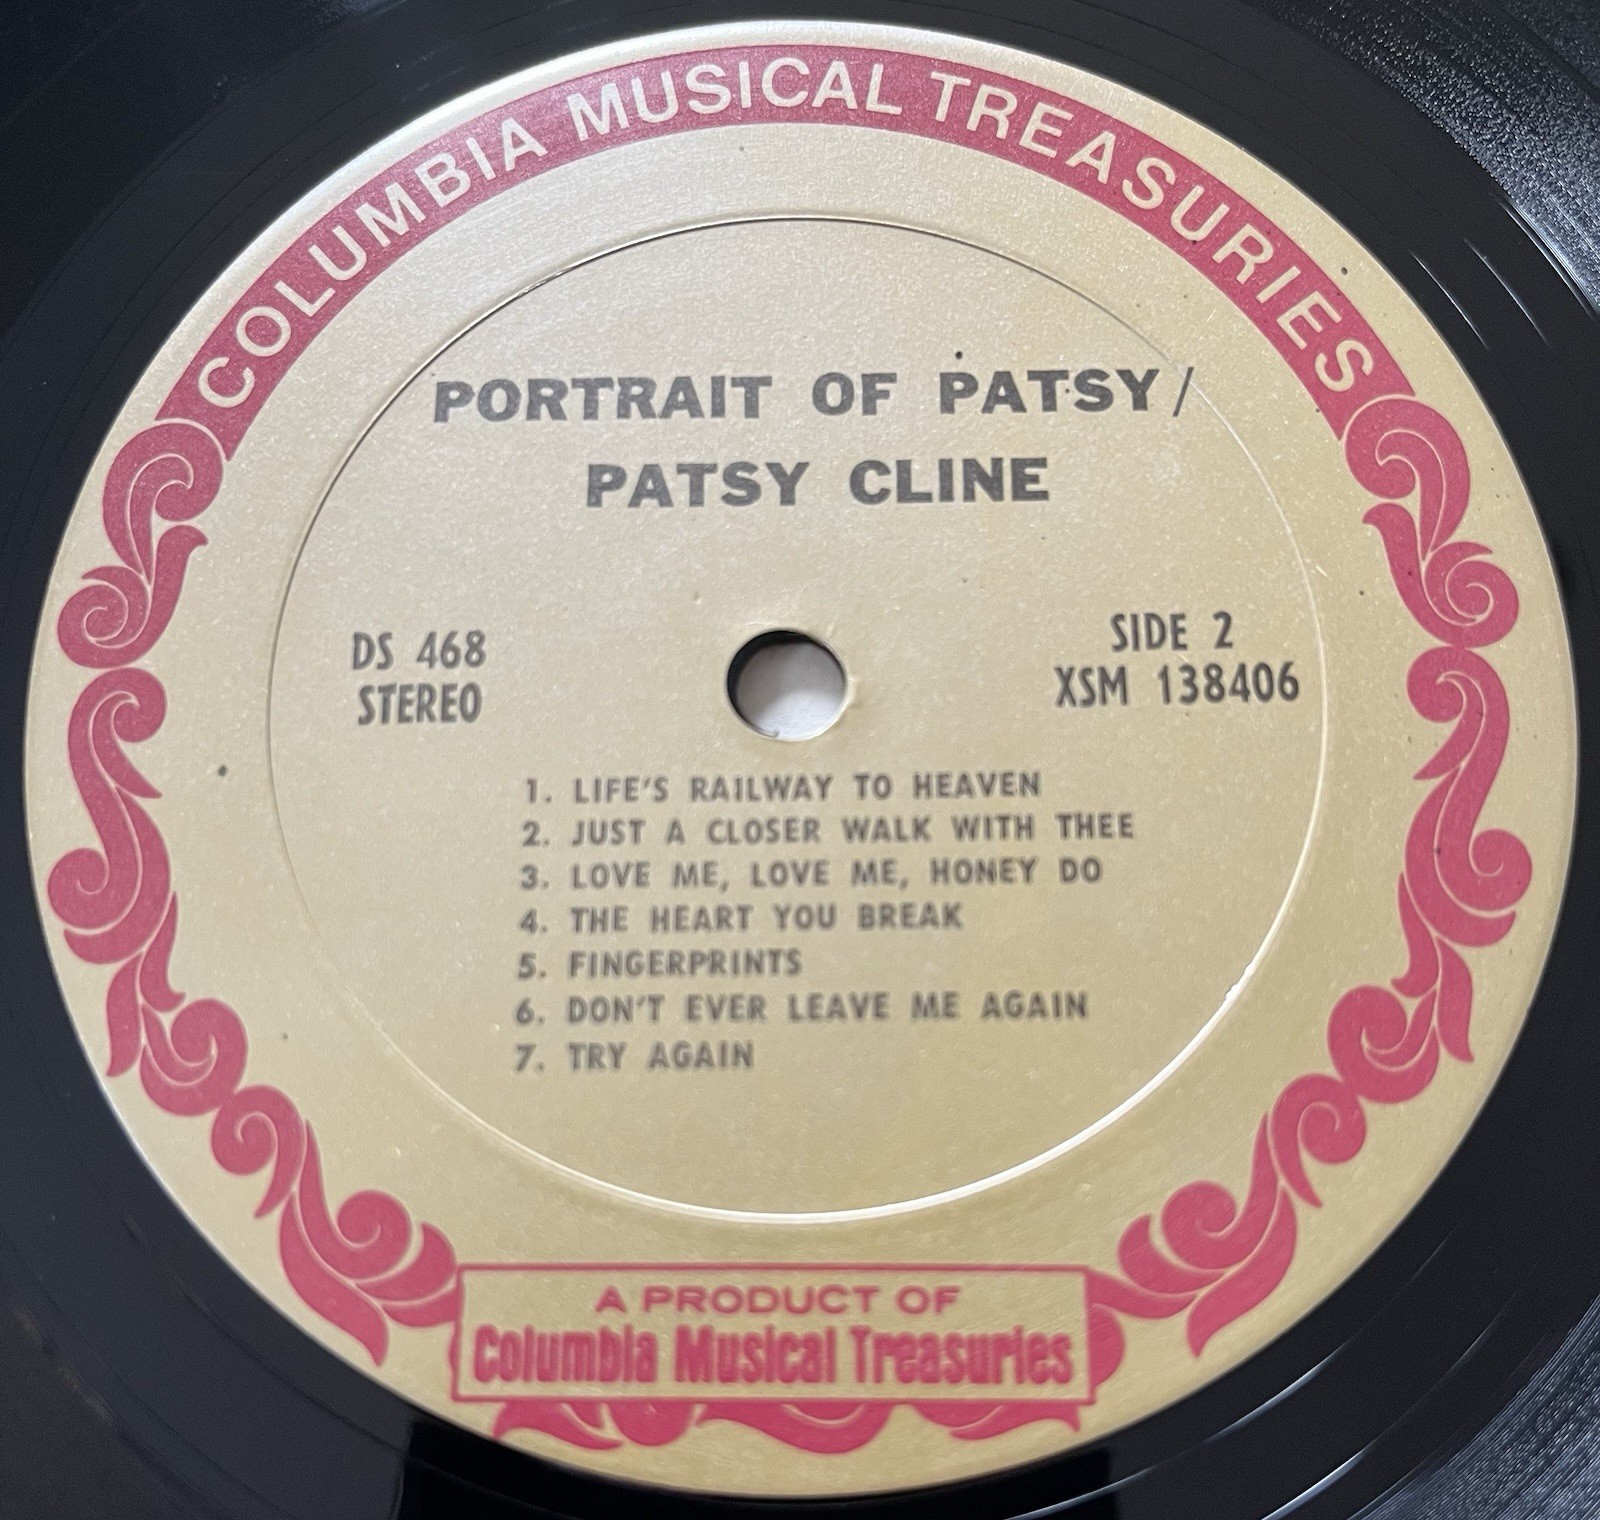 COLUMBIA MUSICAL TREASURIES
PORTRAIT OF PATSY/
PATSY CLINE
DS 468
STEREO
SIDE 2
XSM 138406
1. LIFE'S RAILWAY TO HEAVEN
2. JUST A CLOSER WALK WITH THEE
3. LOVE ME, LOVE ME, HONEY DO
4. THE HEART YOU BREAK
5. FINGERPRINTS
6. DON'T EVER LEAVE ME AGAIN
7. TRY AGAIN
A PRODUCT OF
Columbia Musical Treasuries